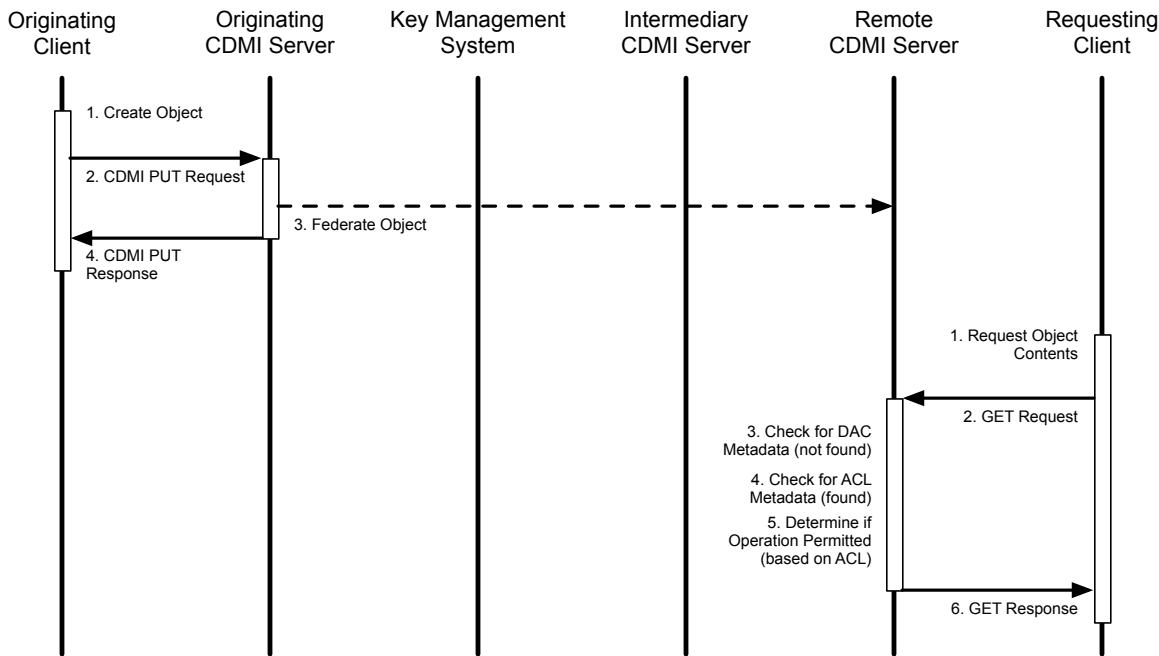 Originating
Client
Originating
CDMI Server
Key Management
System
Intermediary
CDMI Server
Remote
CDMI Server
Requesting
Client
1. Create Object
2. CDMI PUT Request
3. Federate Object
4. CDMI PUT
Response
1. Request Object
Contents
2. GET Request
3. Check for DAC
Metadata (not found)
4. Check for ACL
Metadata (found)
5. Determine if
Operation Permitted
(based on ACL)
6. GET Response